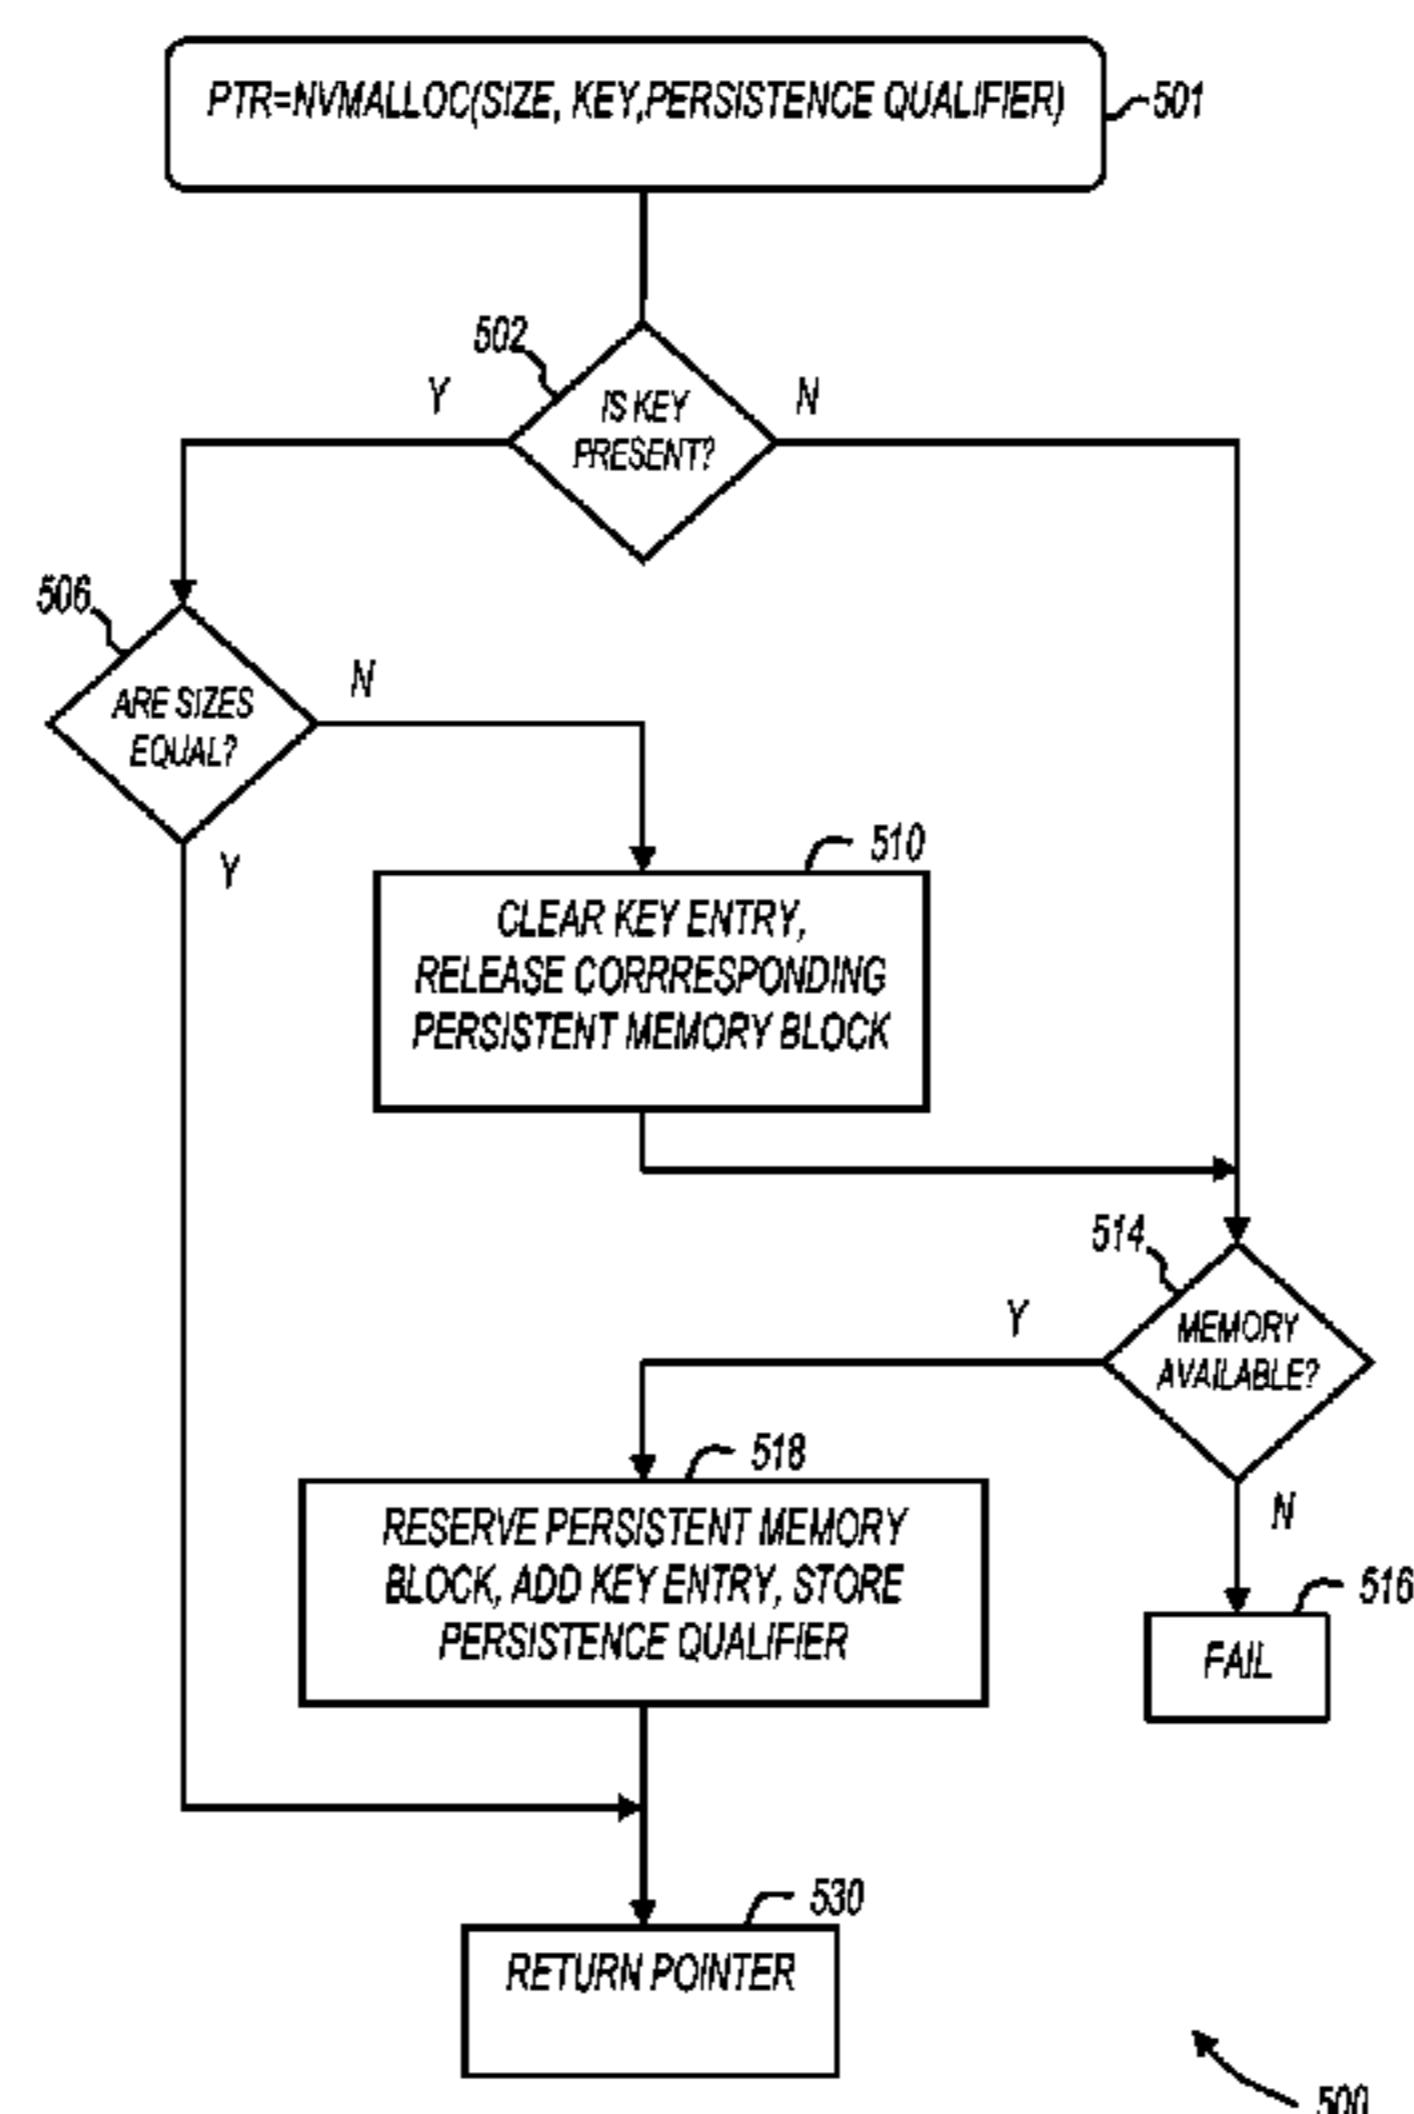 PTR=NVMALLOC(SIZE, KEY,PERSISTENCE QUALIFIER)
501
502
Y
IS KEY
PRESENT?
N
506
ARE SIZES
EQUAL?
N
Y
510
CLEAR KEY ENTRY,
RELEASE CORRRESPONDING
PERSISTENT MEMORY BLOCK
514
MEMORY
AVAILABLE?
Y
N
518
RESERVE PERSISTENT MEMORY
BLOCK, ADD KEY ENTRY, STORE
PERSISTENCE QUALIFIER
516
FAIL
530
RETURN POINTER
500